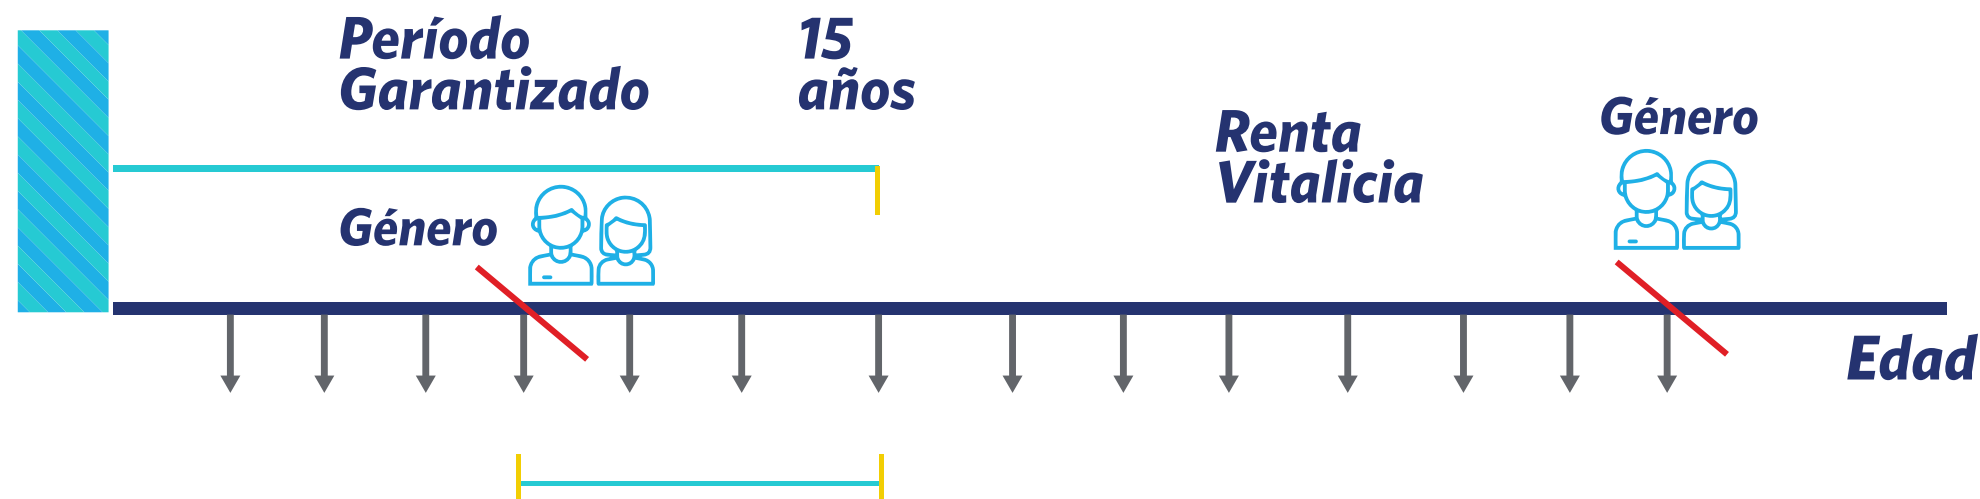 Período
Garantizado
15
años
Género
Renta
Vitalicia
Género
Edad